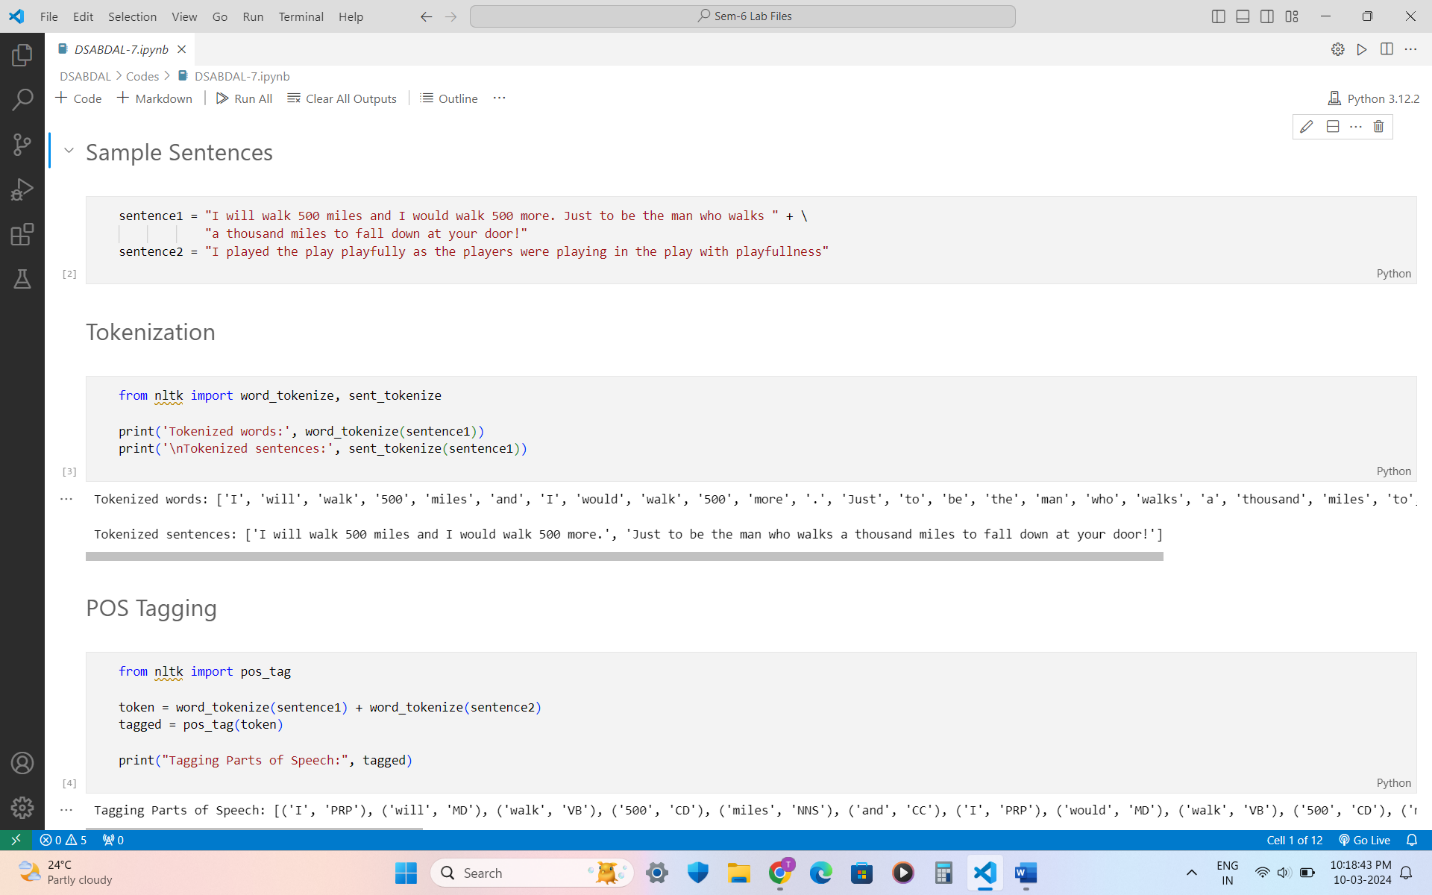 File Edit Selection View Go Run Terminal Help
Sem-6 Lab Files
DSABDAL-7.ipynb
DSABDAL > Codes > DSABDAL-7.ipynb
+ Code + Markdown Run All Clear All Outputs Outline ... Python 3.12.2
Sample Sentences
sentence1 = "I will walk 500 miles and I would walk 500 more. Just to be the man who walks " + \
"a thousand miles to fall down at your door!"
sentence2 = "I played the play playfully as the players were playing in the play with playfullness"
[2] Python
Tokenization
from nltk import word_tokenize, sent_tokenize
print('Tokenized words:', word_tokenize(sentence1))
print('\nTokenized sentences:', sent_tokenize(sentence1))
[3] Python
Tokenized words: ['I', 'will', 'walk', '500', 'miles', 'and', 'I', 'would', 'walk', '500', 'more', '.', 'Just', 'to', 'be', 'the', 'man', 'who', 'walks', 'a', 'thousand', 'miles', 'to'
Tokenized sentences: ['I will walk 500 miles and I would walk 500 more.', 'Just to be the man who walks a thousand miles to fall down at your door!']
POS Tagging
from nltk import pos_tag
token = word_tokenize(sentence1) + word_tokenize(sentence2)
tagged = pos_tag(token)
print("Tagging Parts of Speech:", tagged)
[4] Python
Tagging Parts of Speech: [('I', 'PRP'), ('will', 'MD'), ('walk', 'VB'), ('500', 'CD'), ('miles', 'NNS'), ('and', 'CC'), ('I', 'PRP'), ('would', 'MD'), ('walk', 'VB'), ('500', 'CD'),
0 5 0 Cell 1 of 12 Go Live
24°C
Partly cloudy
Search
T
W
ENG
IN
10:18:43 PM
10-03-2024